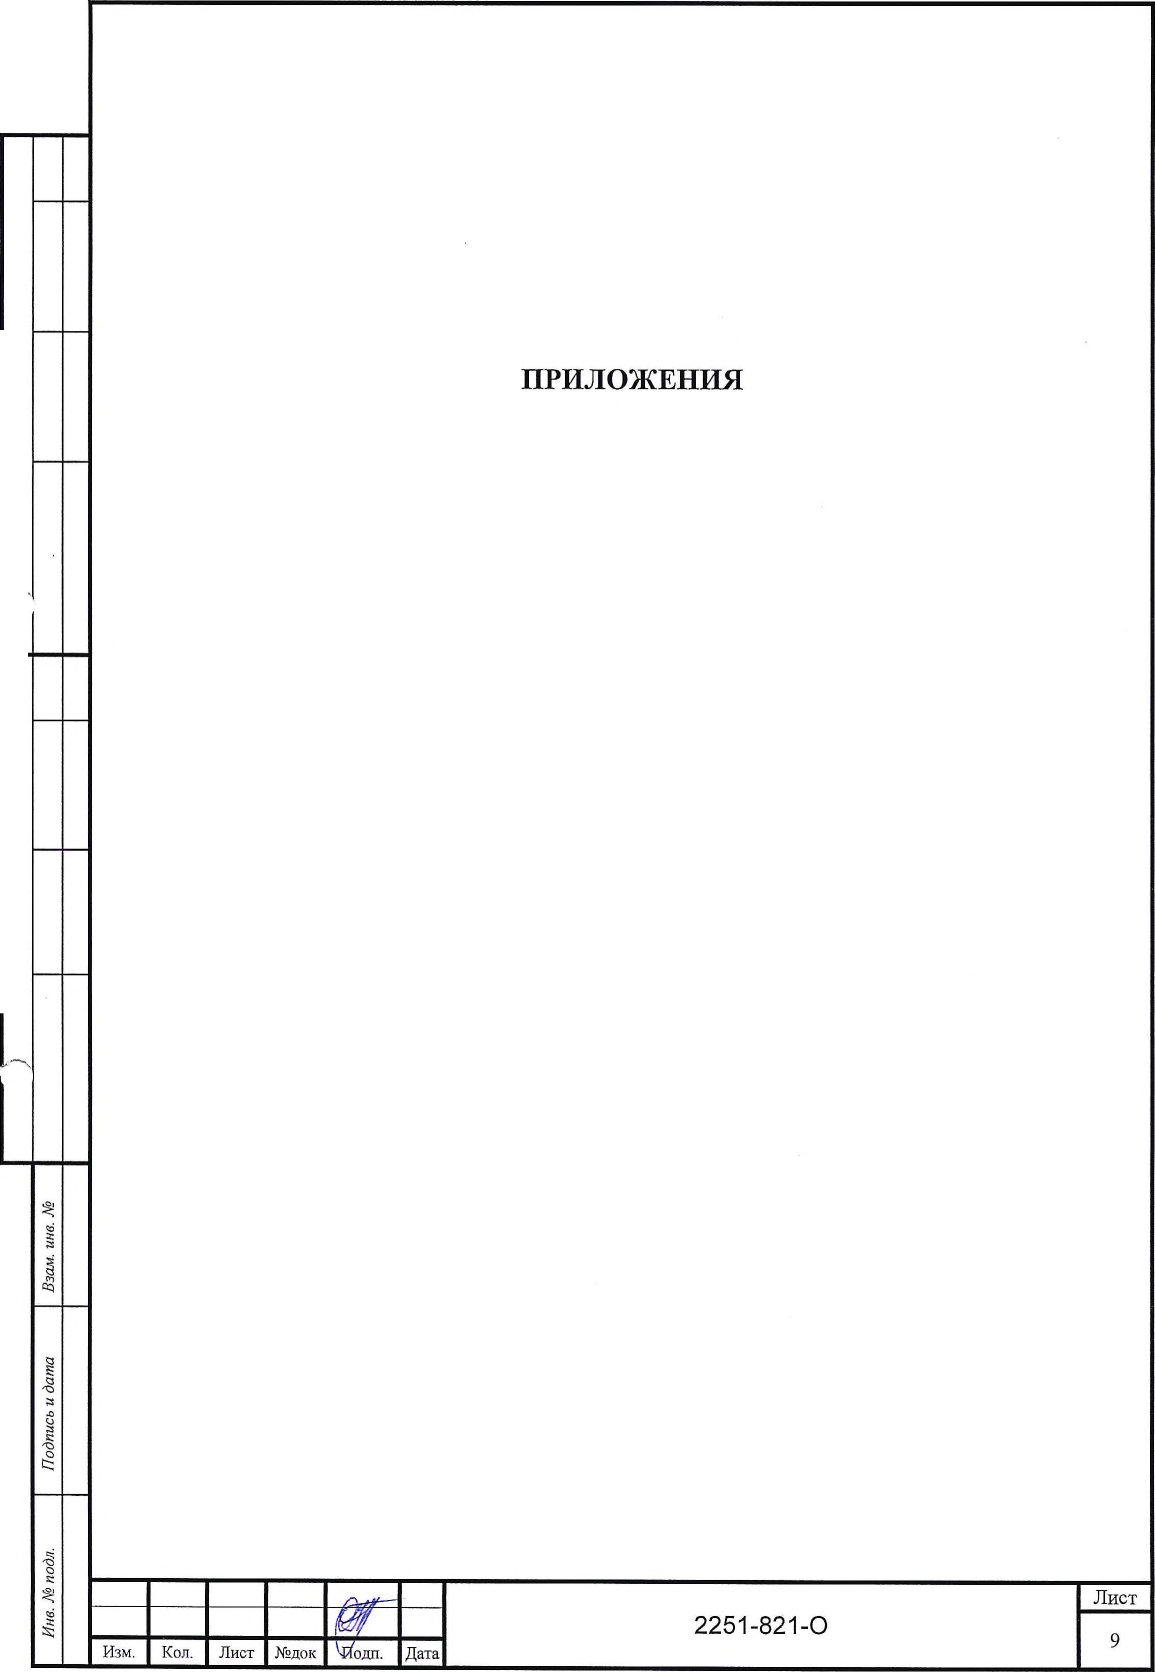 ПРИЛОЖЕНИЯ
Взам. инв. №
Подпись и дата
Инв. № подл.
Изм. Кол. Лист №док Подп. Дата
2251-821-О
Лист
9